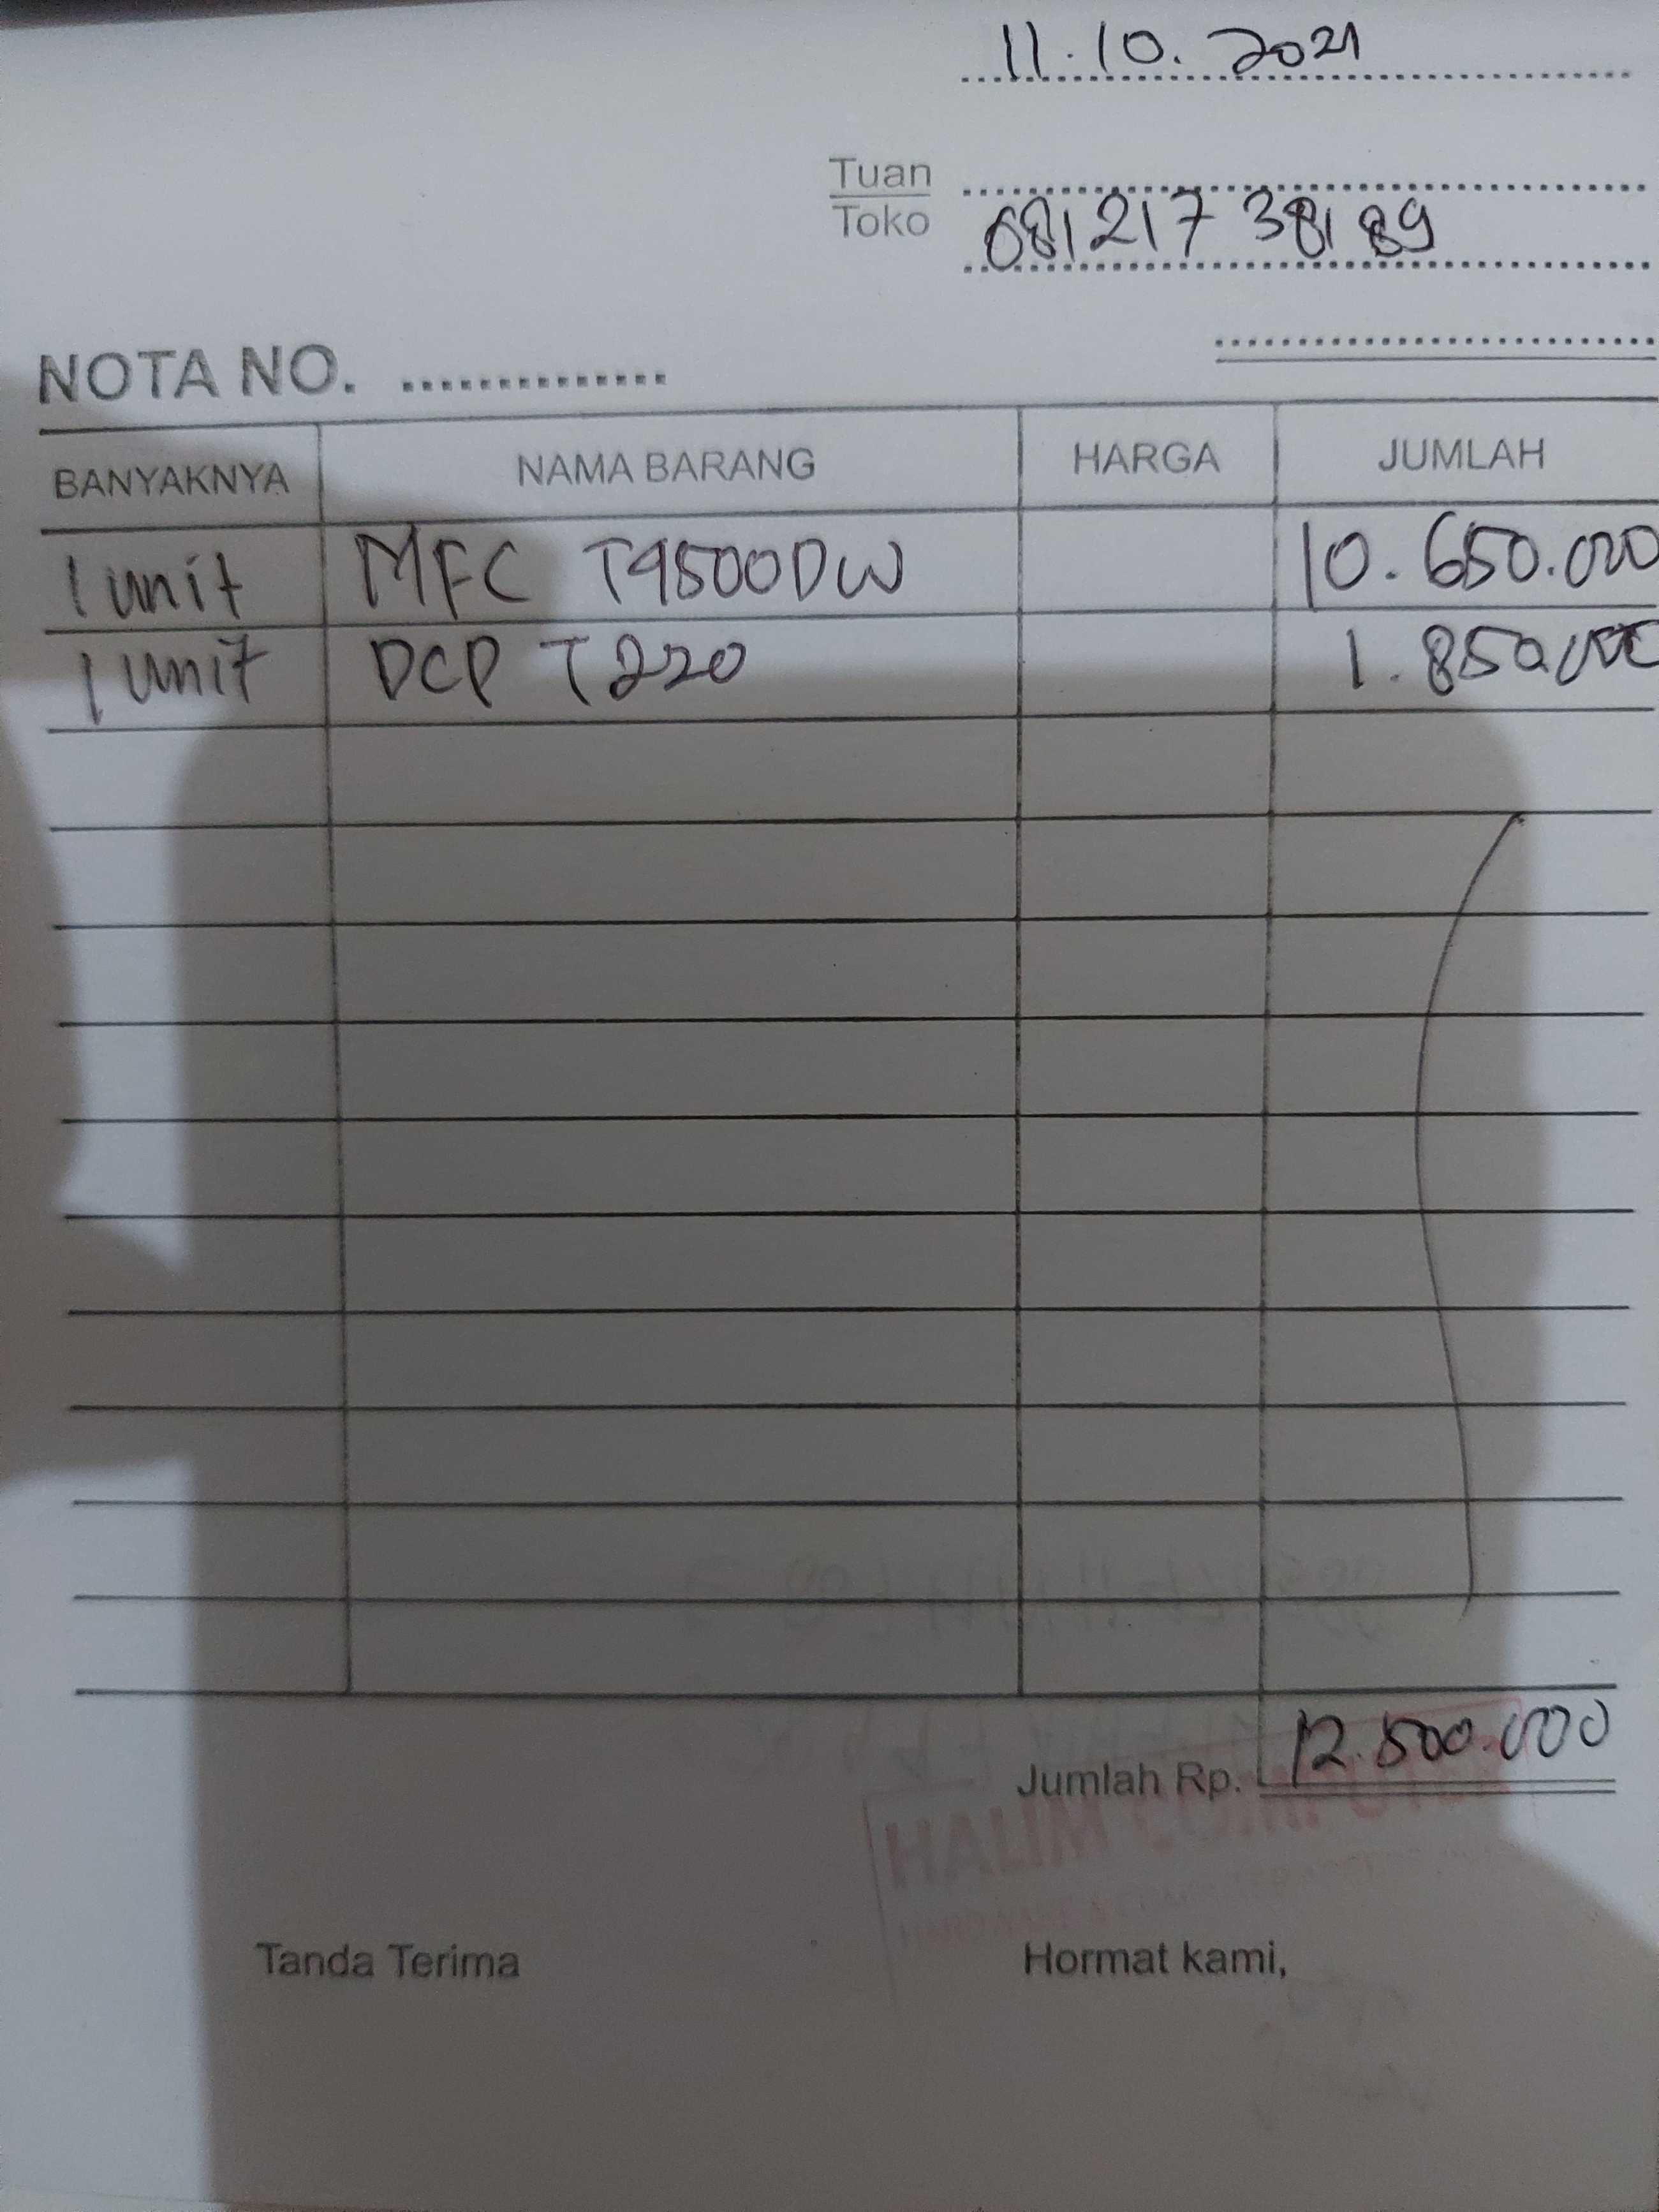 11.10.2021
Tuan
Toko
081217 38189
NOTA NO. ..............
BANYAKNYA NAMA BARANG HARGA JUMLAH
1 unit MFC T4500DW 10.650.000
1 unit DCP T220 1.850.000
Jumlah Rp. 12.500.000
HALIM COMPUTER
Tanda Terima Hormat kami,